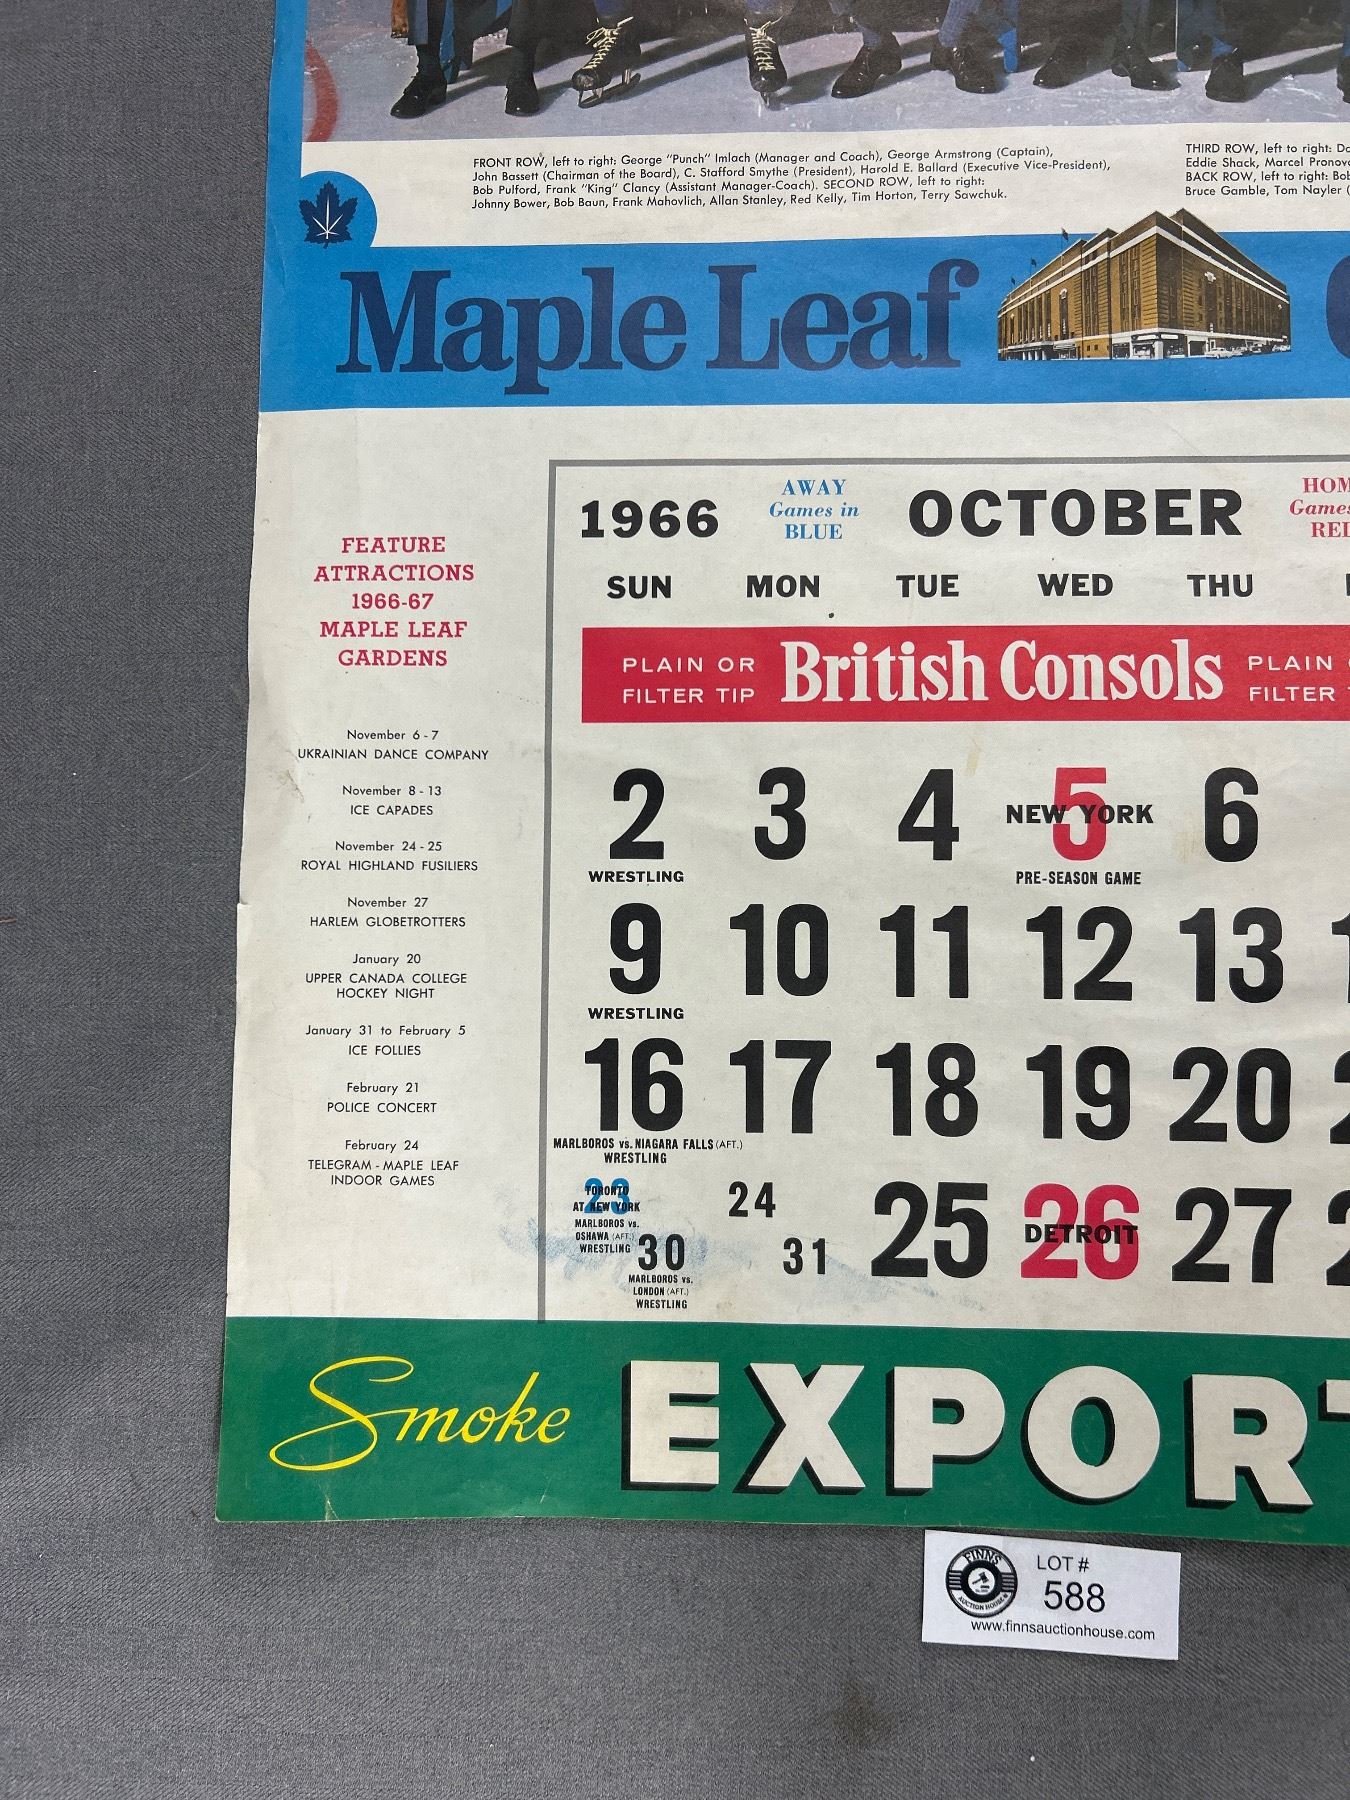 FRONT ROW, left to right: George "Punch" Imlach (Manager and Coach), George Armstrong (Captain),
John Bassett (Chairman of the Board), C. Stafford Smythe (President), Harold E. Ballard (Executive Vice-President),
Bob Pulford, Frank "King" Clancy (Assistant Manager-Coach). SECOND ROW, left to right:
Johnny Bower, Bob Baun, Frank Mahovlich, Allan Stanley, Red Kelly, Tim Horton, Terry Sawchuk.
THIRD ROW, left to right:
Eddie Shack, Marcel
BACK ROW, left to right: Bob
Bruce Gamble, Tom Nayler (
Maple Leaf
FEATURE
ATTRACTIONS
1966-67
MAPLE LEAF
GARDENS
November 6 - 7
UKRAINIAN DANCE COMPANY
November 8 - 13
ICE CAPADES
November 24 - 25
ROYAL HIGHLAND FUSILIERS
November 27
HARLEM GLOBETROTTERS
January 20
UPPER CANADA COLLEGE
HOCKEY NIGHT
January 31 to February 5
ICE FOLLIES
February 21
POLICE CONCERT
February 24
TELEGRAM - MAPLE LEAF
INDOOR GAMES
1966
AWAY
Games in
BLUE
OCTOBER
HOM
Games
RED
SUN MON TUE WED THU
PLAIN OR
FILTER TIP
British Consols
PLAIN
FILTER
2 3 4 5 6
NEW YORK
WRESTLING
PRE-SEASON GAME
9 10 11 12 13
WRESTLING
16 17 18 19 20
MARLBOROS vs. NIAGARA FALLS (AFT.)
WRESTLING
23 24 25 26 27
TORONTO
AT NEW YORK
MARLBOROS vs.
OSHAWA (AFT.)
WRESTLING
DETROIT
30 31
MARLBOROS vs.
LONDON (AFT.)
WRESTLING
Smoke EXPORT
FINNS
AUCTION HOUSE
LOT #
588
www.finnsauctionhouse.com